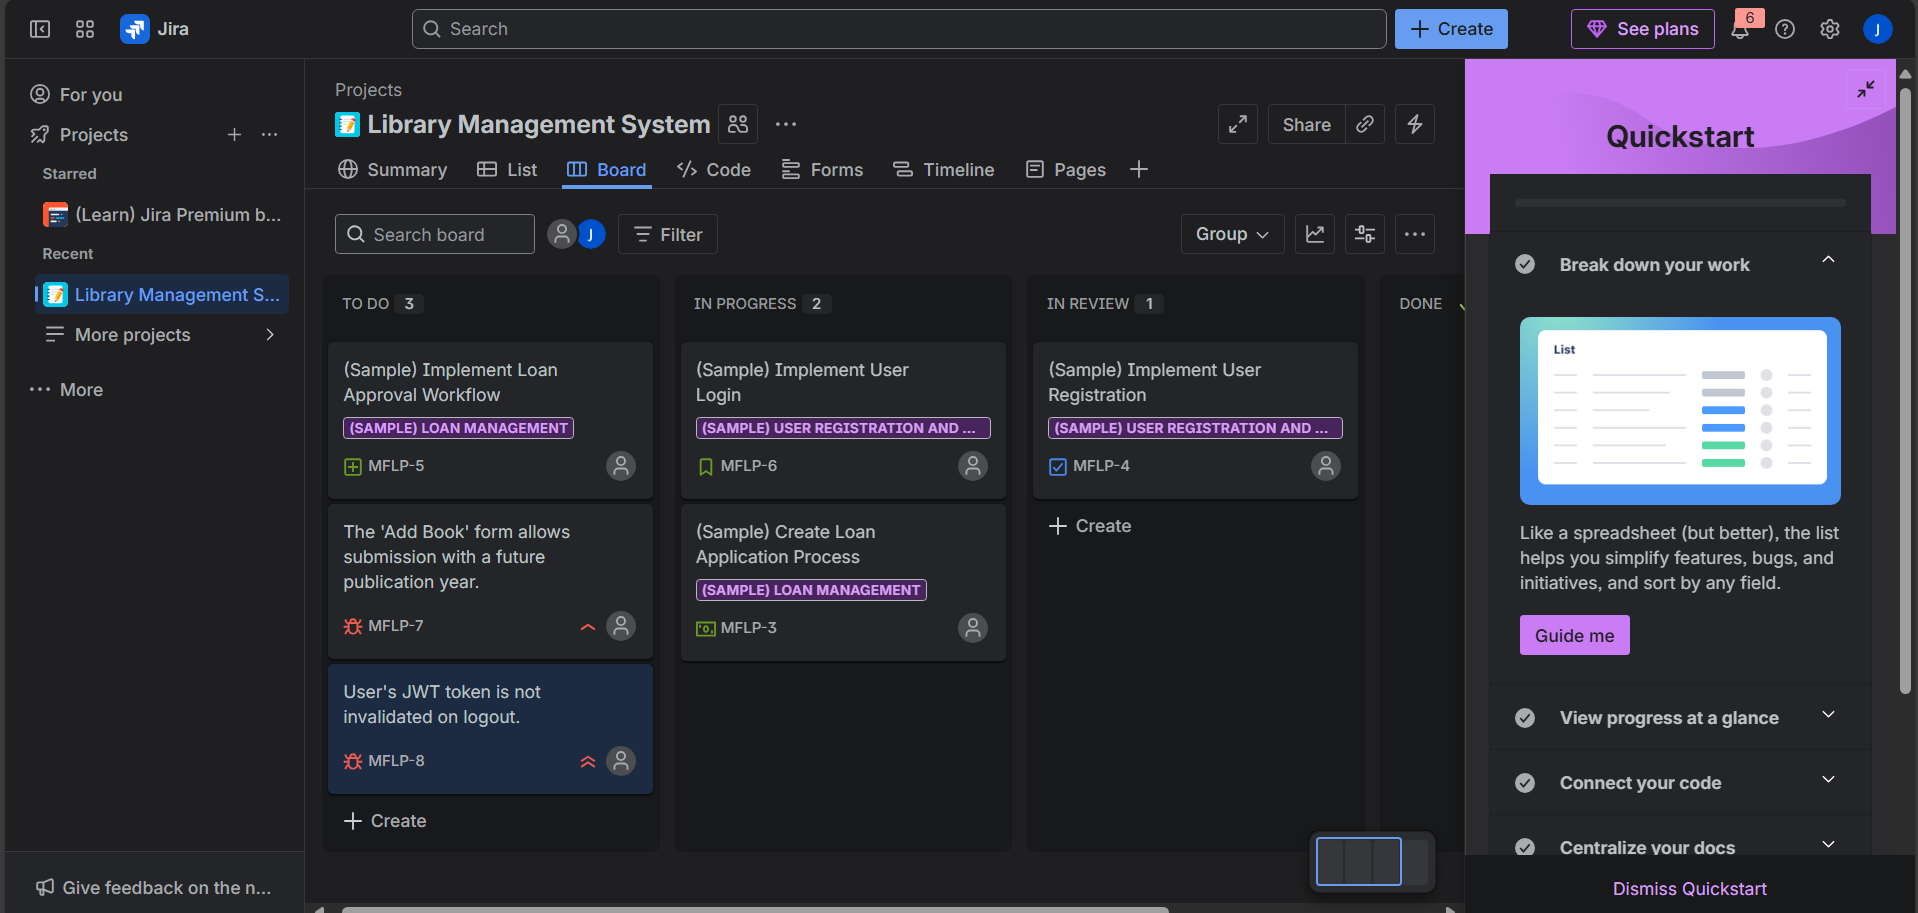 Jira
Search
Create
See plans
6
J
For you
Projects
Starred
(Learn) Jira Premium b...
Recent
Library Management S...
More projects
More
Give feedback on the n...
Projects
Library Management System
Share
Summary
List
Board
Code
Forms
Timeline
Pages
Search board
J
Filter
Group
TO DO 3
(Sample) Implement Loan
Approval Workflow
(SAMPLE) LOAN MANAGEMENT
MFLP-5
The 'Add Book' form allows
submission with a future
publication year.
MFLP-7
User's JWT token is not
invalidated on logout.
MFLP-8
Create
IN PROGRESS 2
(Sample) Implement User
Login
(SAMPLE) USER REGISTRATION AND ...
MFLP-6
(Sample) Create Loan
Application Process
(SAMPLE) LOAN MANAGEMENT
MFLP-3
IN REVIEW 1
(Sample) Implement User
Registration
(SAMPLE) USER REGISTRATION AND ...
MFLP-4
Create
DONE
Quickstart
Break down your work
List
Like a spreadsheet (but better), the list
helps you simplify features, bugs, and
initiatives, and sort by any field.
Guide me
View progress at a glance
Connect your code
Centralize your docs
Dismiss Quickstart